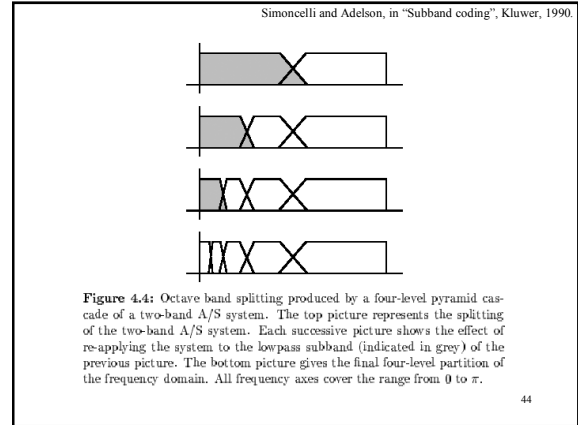 Simoncelli and Adelson, in “Subband coding”, Kluwer, 1990.
Figure 4.4: Octave band splitting produced by a four-level pyramid cas-
cade of a two-band A/S system. The top picture represents the splitting
of the two-band A/S system. Each successive picture shows the effect of
re-applying the system to the lowpass subband (indicated in grey) of the
previous picture. The bottom picture gives the final four-level partition of
the frequency domain. All frequency axes cover the range from 0 to π.
44